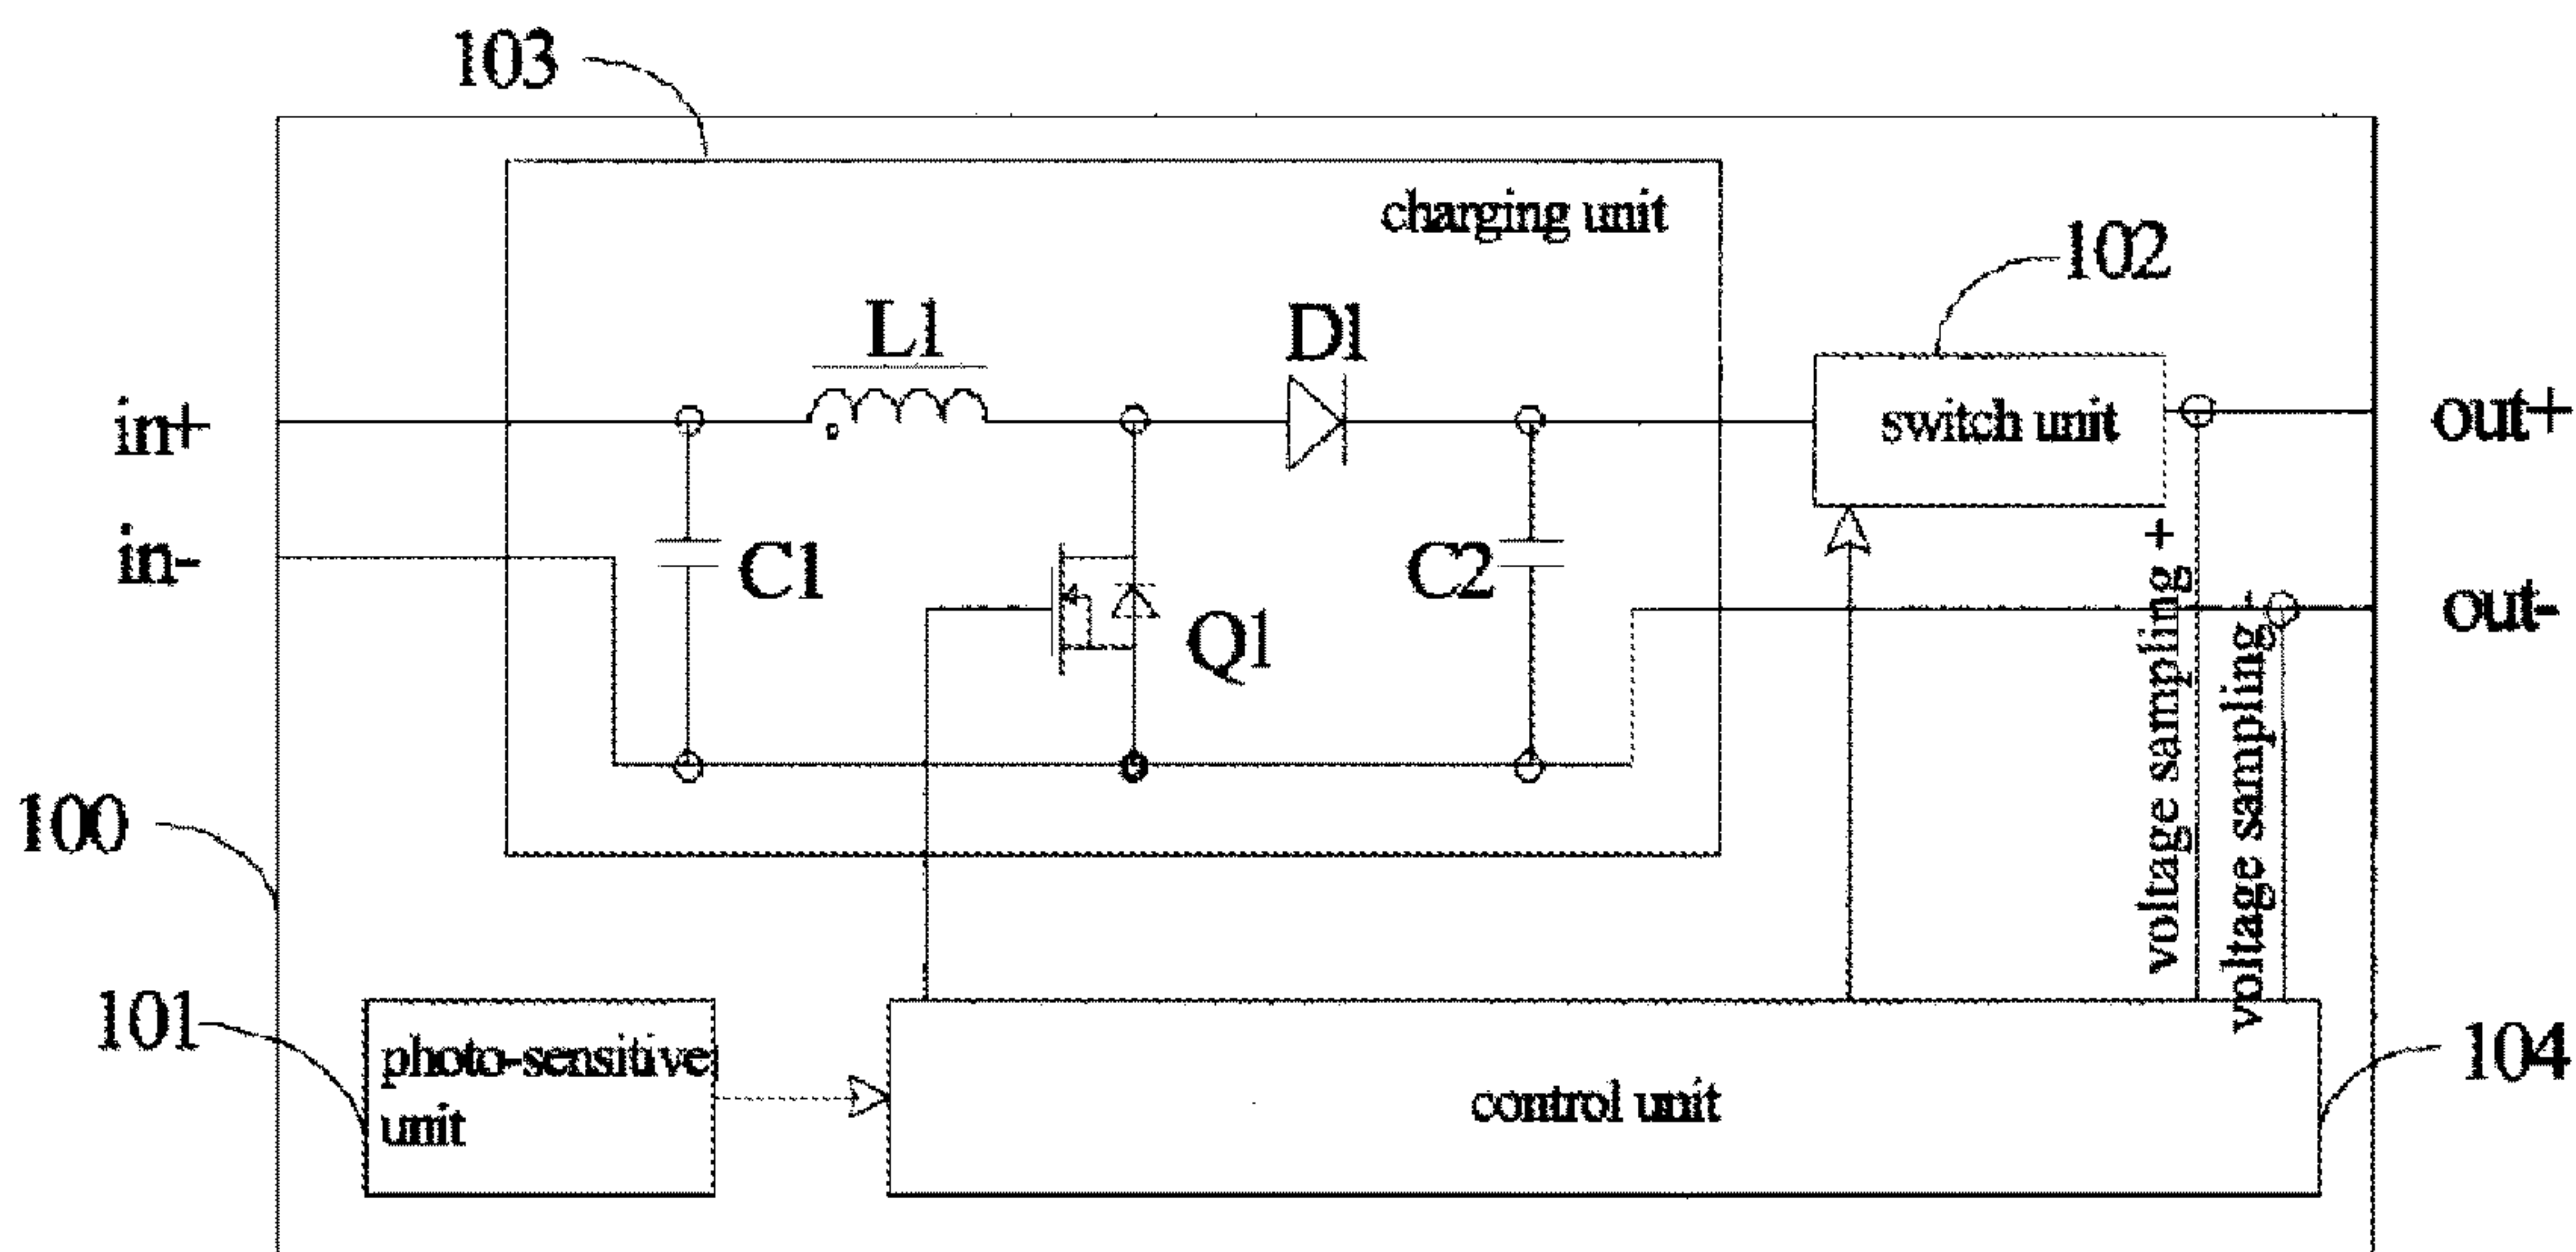 103
charging unit
102
L1
D1
in+
switch unit
out+
in-
C1
Q1
C2
out-
voltage sampling +
voltage sampling -
100
101
photo-sensitive
unit
control unit
104